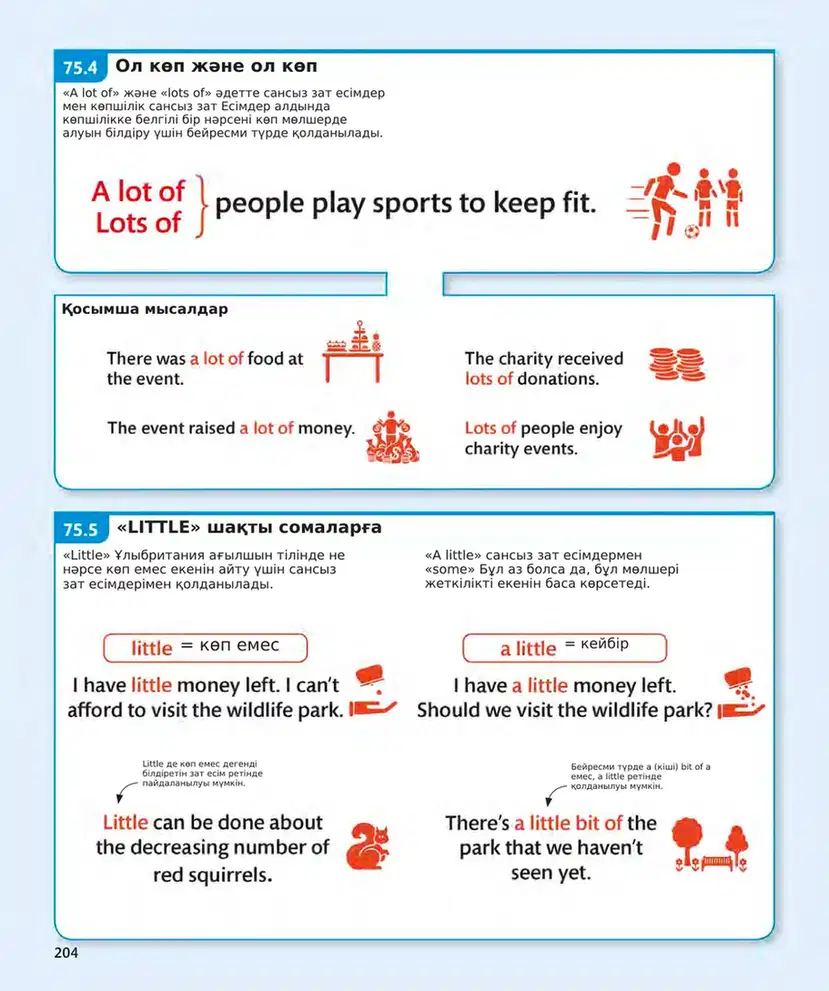 75.4 Ол көп және ол көп
«A lot of» және «lots of» әдетте сансыз зат есімдер
мен көпшілік сансыз зат Есімдер алдында
көпшілікке белгілі бір нәрсені көп мөлшерде
алуын білдіру үшін бейресми түрде қолданылады.
A lot of
Lots of
people play sports to keep fit.
Қосымша мысалдар
There was a lot of food at
the event.
The charity received
lots of donations.
The event raised a lot of money.
Lots of people enjoy
charity events.
75.5 «LITTLE» шақты сомаларға
«Little» Ұлыбритания ағылшын тілінде не
нәрсе көп емес екенін айту үшін сансыз
зат есімдерімен қолданылады.
«A little» сансыз зат есімдермен
«some» Бұл аз болса да, бұл мөлшері
жеткілікті екенін баса көрсетеді.
little = көп емес
a little = кейбір
I have little money left. I can't
afford to visit the wildlife park.
I have a little money left.
Should we visit the wildlife park?
Little де көп емес дегенді
білдіретін зат есім ретінде
пайдаланылуы мүмкін.
Бейресми түрде a (кіші) bit of a
емес, a little ретінде
қолданылуы мүмкін.
Little can be done about
the decreasing number of
red squirrels.
There's a little bit of the
park that we haven't
seen yet.
204